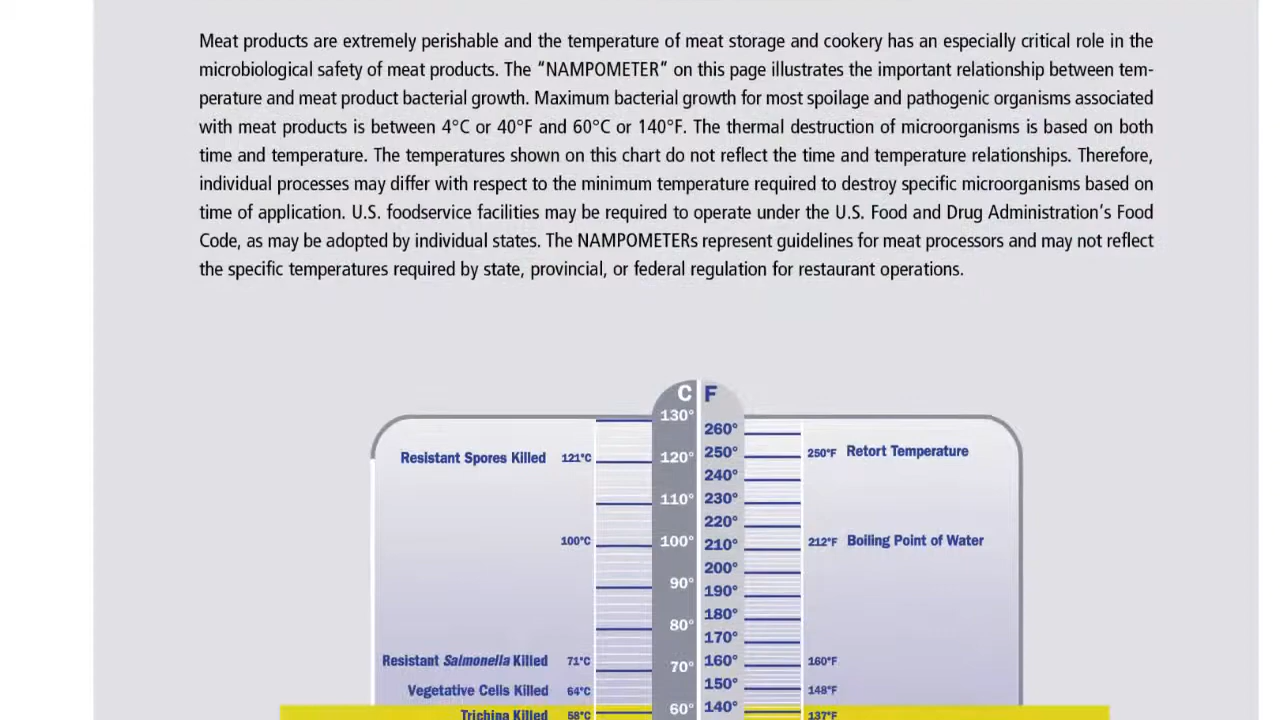 Meat products are extremely perishable and the temperature of meat storage and cookery has an especially critical role in the
microbiological safety of meat products. The “NAMPOMETER” on this page illustrates the important relationship between tem-
perature and meat product bacterial growth. Maximum bacterial growth for most spoilage and pathogenic organisms associated
with meat products is between 4°C or 40°F and 60°C or 140°F. The thermal destruction of microorganisms is based on both
time and temperature. The temperatures shown on this chart do not reflect the time and temperature relationships. Therefore,
individual processes may differ with respect to the minimum temperature required to destroy specific microorganisms based on
time of application. U.S. foodservice facilities may be required to operate under the U.S. Food and Drug Administration’s Food
Code, as may be adopted by individual states. The NAMPOMETERs represent guidelines for meat processors and may not reflect
the specific temperatures required by state, provincial, or federal regulation for restaurant operations.
C F
130°
260°
250° 250°F Retort Temperature
Resistant Spores Killed 121°C 120°
240°
110° 230°
220°
100°C 100° 210° 212°F Boiling Point of Water
200°
90° 190°
180°
80°
170°
Resistant Salmonella Killed 71°C 70° 160° 160°F
Vegetative Cells Killed 64°C 150° 148°F
60° 140°
Trichina Killed 58°C 137°F